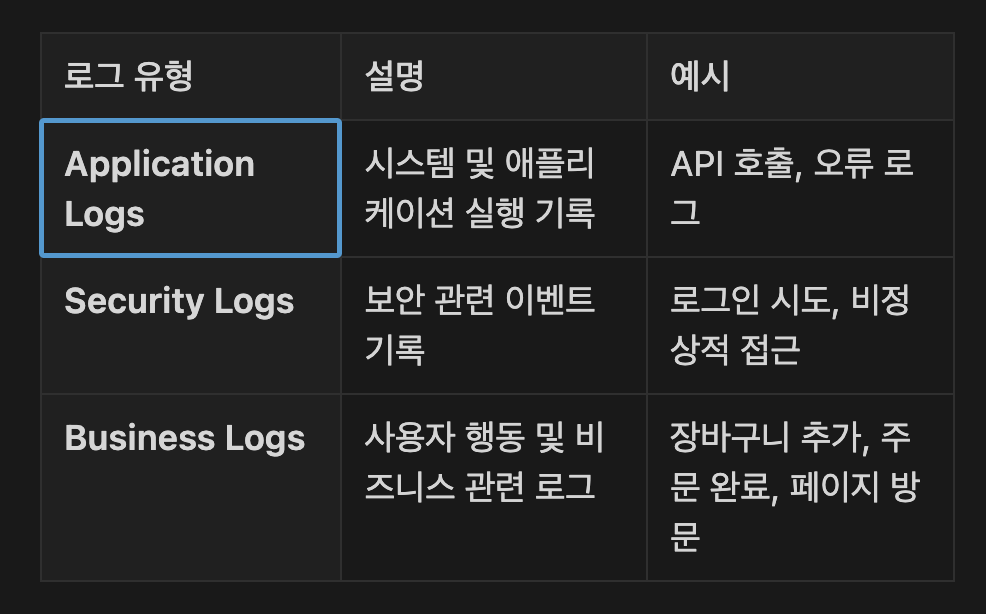 로그 유형
설명
예시
Application
Logs
시스템 및 애플리
케이션 실행 기록
API 호출, 오류 로
그
Security Logs
보안 관련 이벤트
기록
로그인 시도, 비정
상적 접근
Business Logs
사용자 행동 및 비
즈니스 관련 로그
장바구니 추가, 주
문 완료, 페이지 방
문